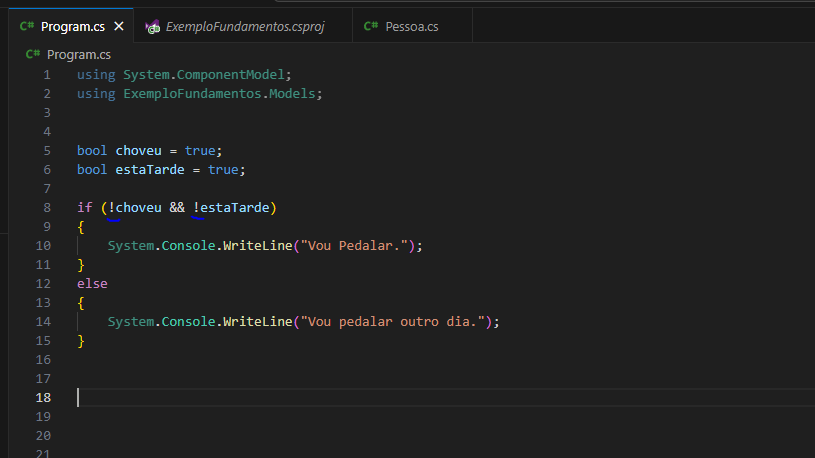 C# Program.cs ✕ ExemploFundamentos.csproj C# Pessoa.cs
C# Program.cs
1 using System.ComponentModel;
2 using ExemploFundamentos.Models;
3
4
5 bool choveu = true;
6 bool estaTarde = true;
7
8 if (!choveu && !estaTarde)
9 {
10 System.Console.WriteLine("Vou Pedalar.");
11 }
12 else
13 {
14 System.Console.WriteLine("Vou pedalar outro dia.");
15 }
16
17
18
19
20
21